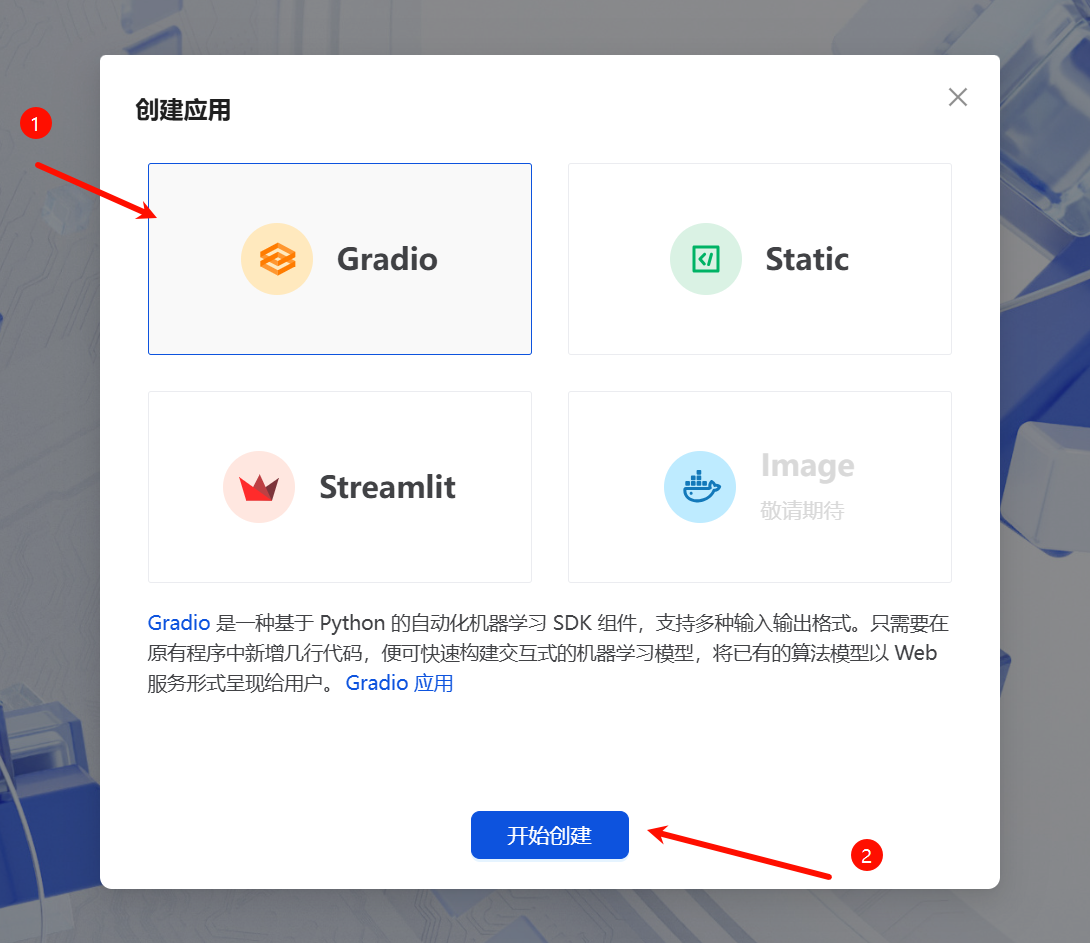 创建应用
1
Gradio
Static
Streamlit
Image
敬请期待
Gradio 是一种基于 Python 的自动化机器学习 SDK 组件，支持多种输入输出格式。只需要在
原有程序中新增几行代码，便可快速构建交互式的机器学习模型，将已有的算法模型以 Web
服务形式呈现给用户。 Gradio 应用
开始创建
2